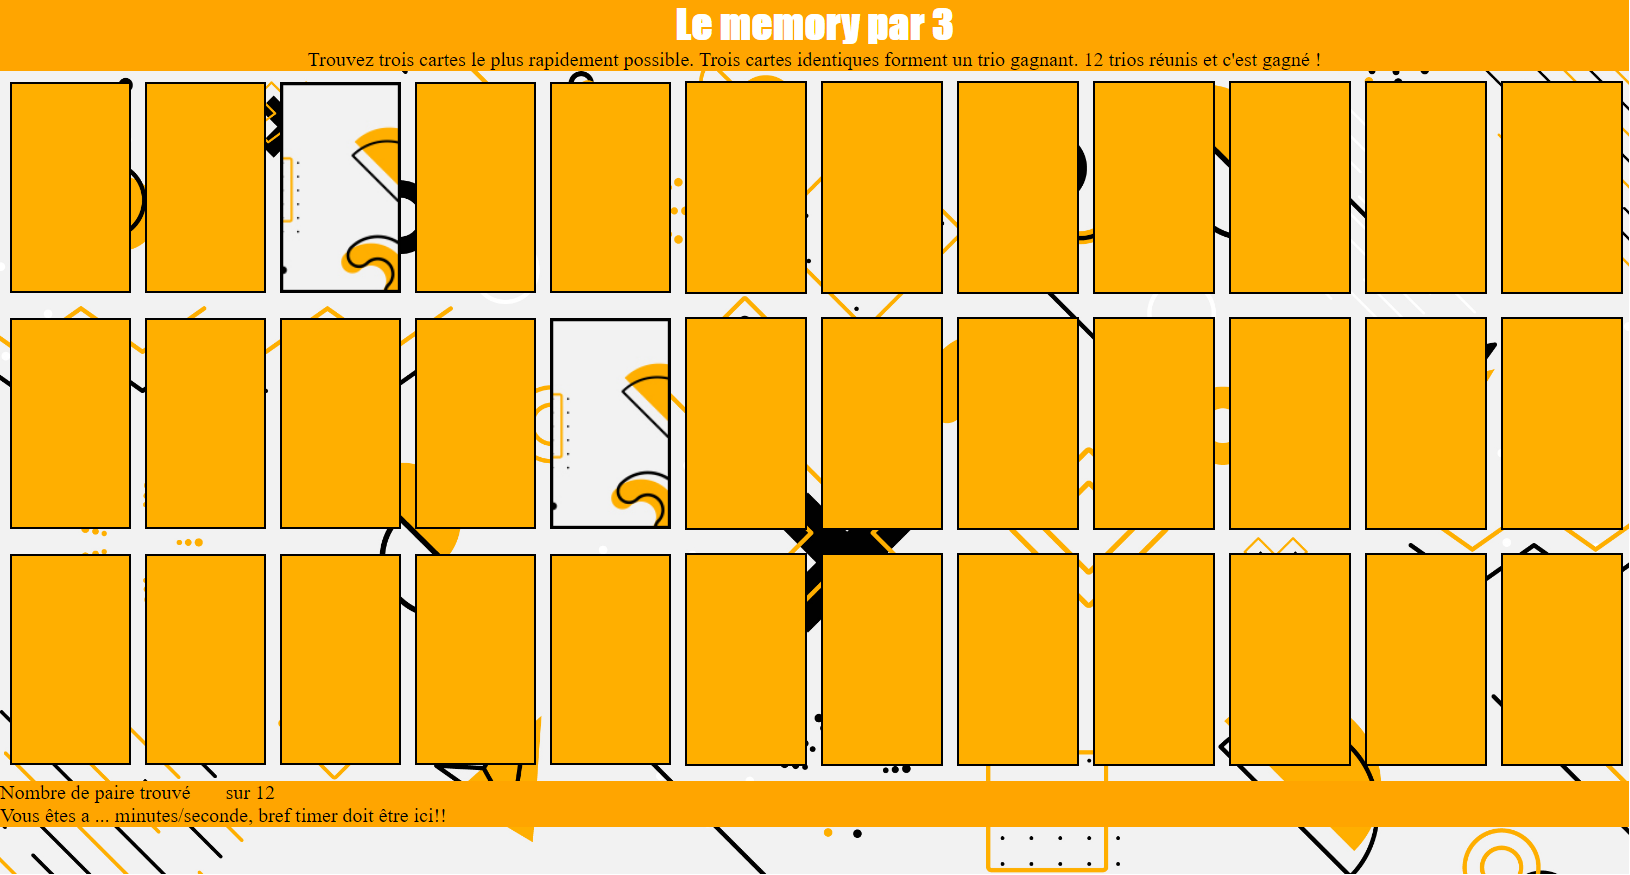 Le memory par 3
Trouvez trois cartes le plus rapidement possible. Trois cartes identiques forment un trio gagnant. 12 trios réunis et c'est gagné !
Nombre de paire trouvé sur 12
Vous êtes a ... minutes/seconde, bref timer doit être ici!!